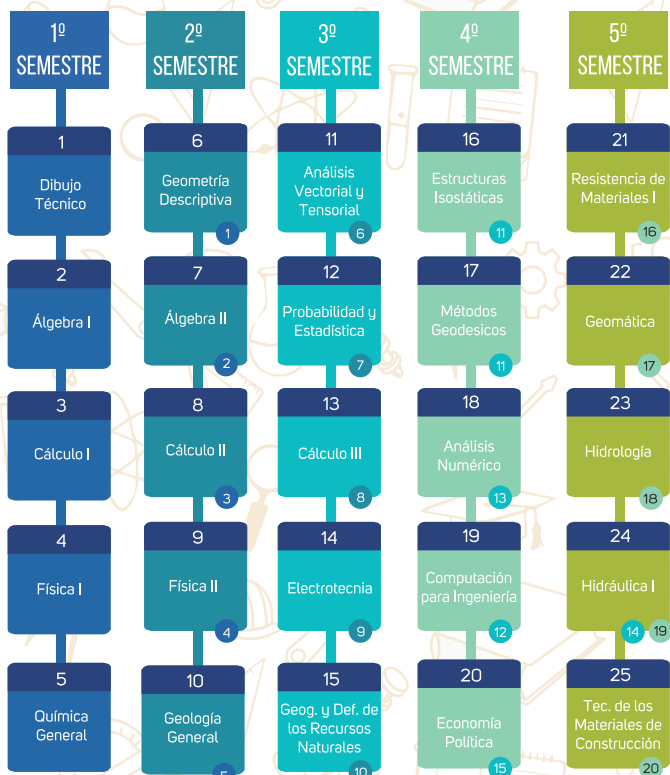 1º
SEMESTRE
2º
SEMESTRE
3º
SEMESTRE
4º
SEMESTRE
5º
SEMESTRE
1
Dibujo
Técnico
6
Geometría
Descriptiva
1
11
Análisis
Vectorial y
Tensorial
6
16
Estructuras
Isostáticas
11
21
Resistencia de
Materiales I
16
2
Álgebra I
7
Álgebra II
2
12
Probabilidad y
Estadística
7
17
Métodos
Geodesicos
11
22
Geomática
17
3
Cálculo I
8
Cálculo II
3
13
Cálculo III
8
18
Análisis
Numérico
13
23
Hidrología
18
4
Física I
9
Física II
4
14
Electrotecnia
9
19
Computación
para Ingeniería
12
24
Hidráulica I
14 19
5
Química
General
10
Geología
General
5
15
Geog. y Def. de
los Recursos
Naturales
10
20
Economía
Política
15
25
Tec. de los
Materiales de
Construcción
20